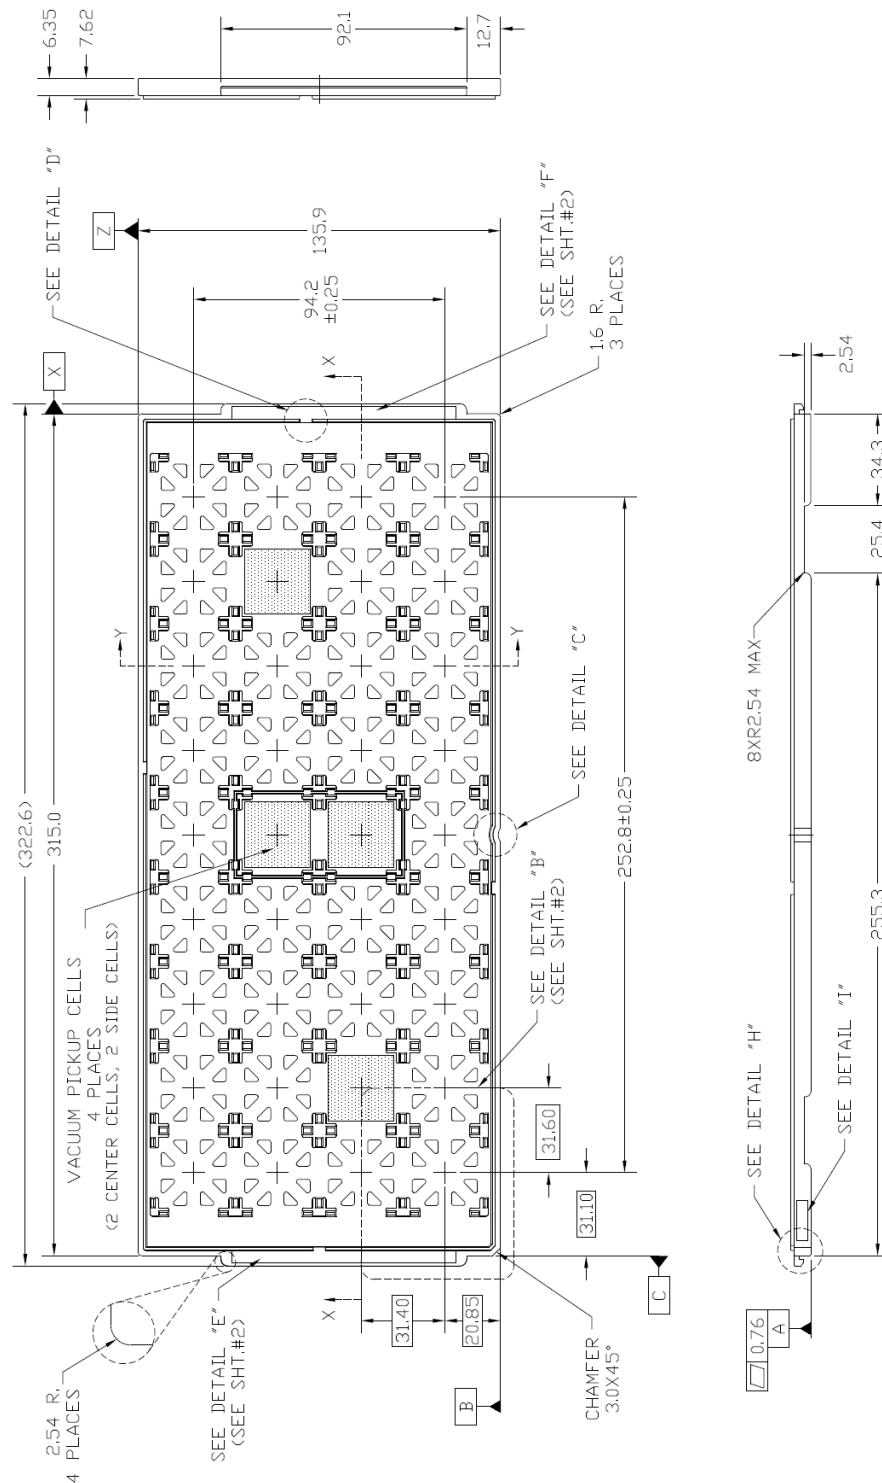 6.35
7.62
92.1
12.7
SEE DETAIL "D"
Z
135.9
94.2
±0.25
SEE DETAIL "F"
(SEE SHT.#2)
1.6 R.
3 PLACES
X
X
(322.6)
315.0
Y
Y
VACUUM PICKUP CELLS
4 PLACES
(2 CENTER CELLS, 2 SIDE CELLS)
SEE DETAIL "C"
252.8±0.25
SEE DETAIL "B"
(SEE SHT.#2)
31.60
31.10
2.54 R.
4 PLACES
SEE DETAIL "E"
(SEE SHT.#2)
X
31.40
20.85
B
CHAMFER
3.0X45°
C
2.54
34.3
25.4
8XR2.54 MAX
255.3
SEE DETAIL "H"
SEE DETAIL "I"
0.76
A